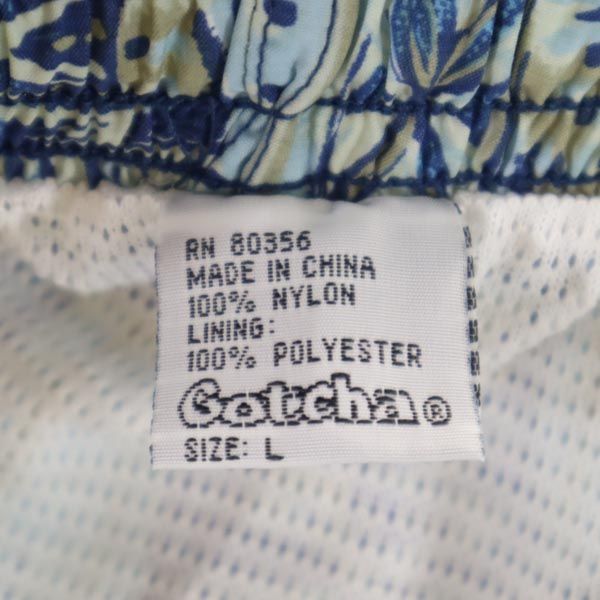 RN 80356
MADE IN CHINA
100% NYLON
LINING:
100% POLYESTER
Gotcha®
SIZE: L